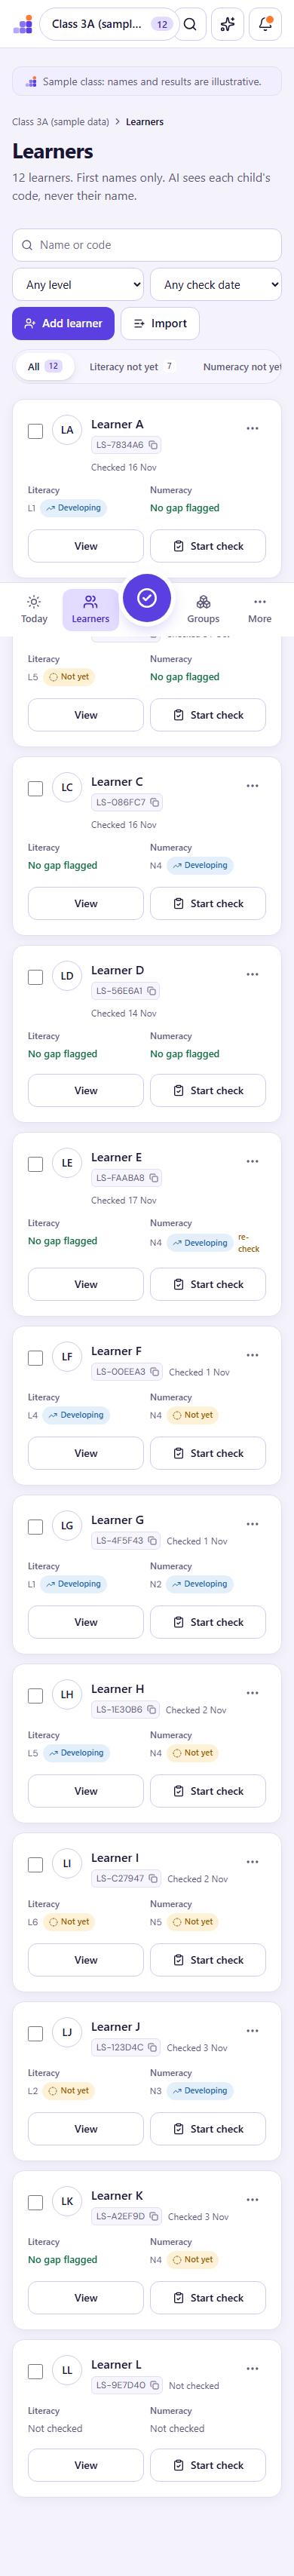 Class 3A (sampl... 12
Sample class: names and results are illustrative.
Class 3A (sample data) > Learners
Learners
12 learners. First names only. AI sees each child's
code, never their name.
Name or code
Any level Any check date
Add learner Import
All 12 Literacy not yet 7 Numeracy not yet
LA Learner A
LS-7834A6
Checked 16 Nov
Literacy Numeracy
L1 Developing No gap flagged
View Start check
Today Learners Groups More
Literacy Numeracy
L5 Not yet No gap flagged
View Start check
LC Learner C
LS-086FC7
Checked 16 Nov
Literacy Numeracy
No gap flagged N4 Developing
View Start check
LD Learner D
LS-56E6A1
Checked 14 Nov
Literacy Numeracy
No gap flagged No gap flagged
View Start check
LE Learner E
LS-FAABA8
Checked 17 Nov
Literacy Numeracy
No gap flagged N4 Developing re-
check
View Start check
LF Learner F
LS-00EEA3 Checked 1 Nov
Literacy Numeracy
L4 Developing N4 Not yet
View Start check
LG Learner G
LS-4F5F43 Checked 1 Nov
Literacy Numeracy
L1 Developing N2 Developing
View Start check
LH Learner H
LS-1E30B6 Checked 2 Nov
Literacy Numeracy
L5 Developing N4 Not yet
View Start check
LI Learner I
LS-C27947 Checked 2 Nov
Literacy Numeracy
L6 Not yet N5 Not yet
View Start check
LJ Learner J
LS-123D4C Checked 3 Nov
Literacy Numeracy
L2 Not yet N3 Developing
View Start check
LK Learner K
LS-A2EF9D Checked 3 Nov
Literacy Numeracy
No gap flagged N4 Not yet
View Start check
LL Learner L
LS-9E7D40 Not checked
Literacy Numeracy
Not checked Not checked
View Start check